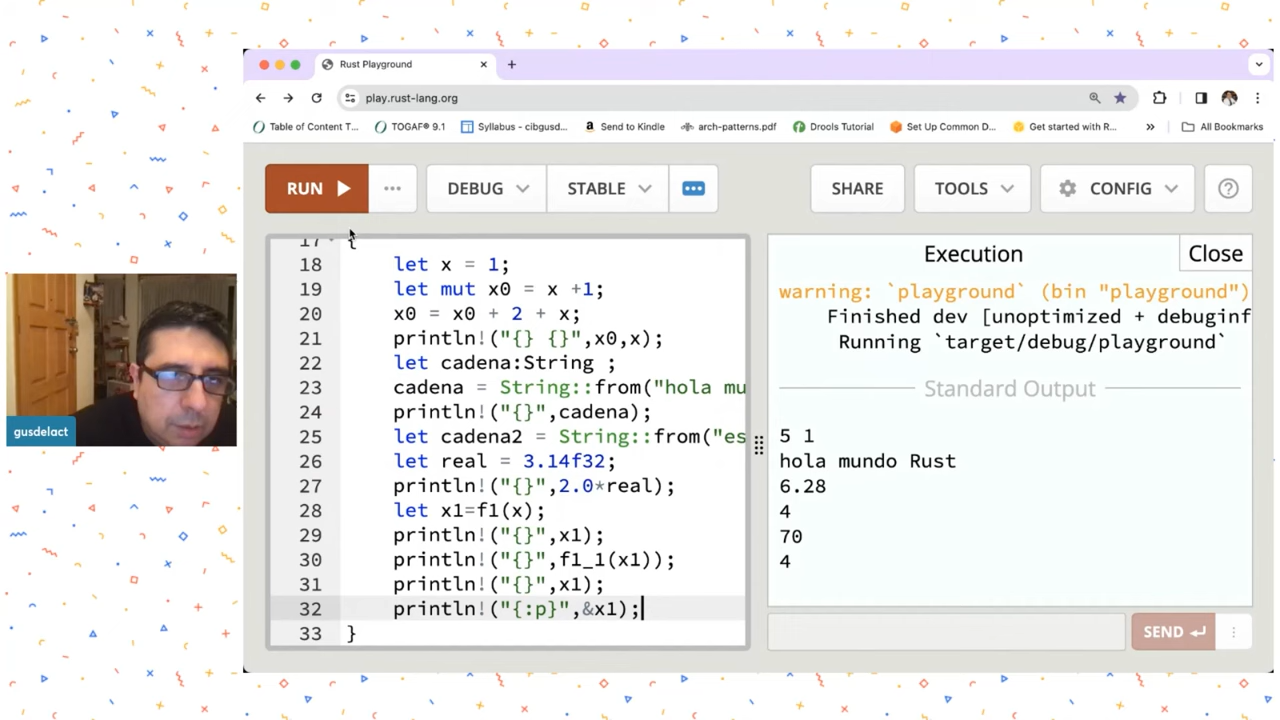 Rust Playground
play.rust-lang.org
Table of Content T...
TOGAF® 9.1
Syllabus - cibgusd...
Send to Kindle
arch-patterns.pdf
Drools Tutorial
Set Up Common D...
Get started with R...
All Bookmarks
RUN
DEBUG
STABLE
SHARE
TOOLS
CONFIG
17 {
18 let x = 1;
19 let mut x0 = x +1;
20 x0 = x0 + 2 + x;
21 println!("{} {}",x0,x);
22 let cadena:String ;
23 cadena = String::from("hola mu
24 println!("{}",cadena);
25 let cadena2 = String::from("es
26 let real = 3.14f32;
27 println!("{}",2.0*real);
28 let x1=f1(x);
29 println!("{}",x1);
30 println!("{}",f1_1(x1));
31 println!("{}",x1);
32 println!("{:p}",&x1);
33 }
Execution
Close
warning: `playground` (bin "playground")
Finished dev [unoptimized + debuginf
Running `target/debug/playground`
Standard Output
5 1
hola mundo Rust
6.28
4
70
4
SEND
gusdelact